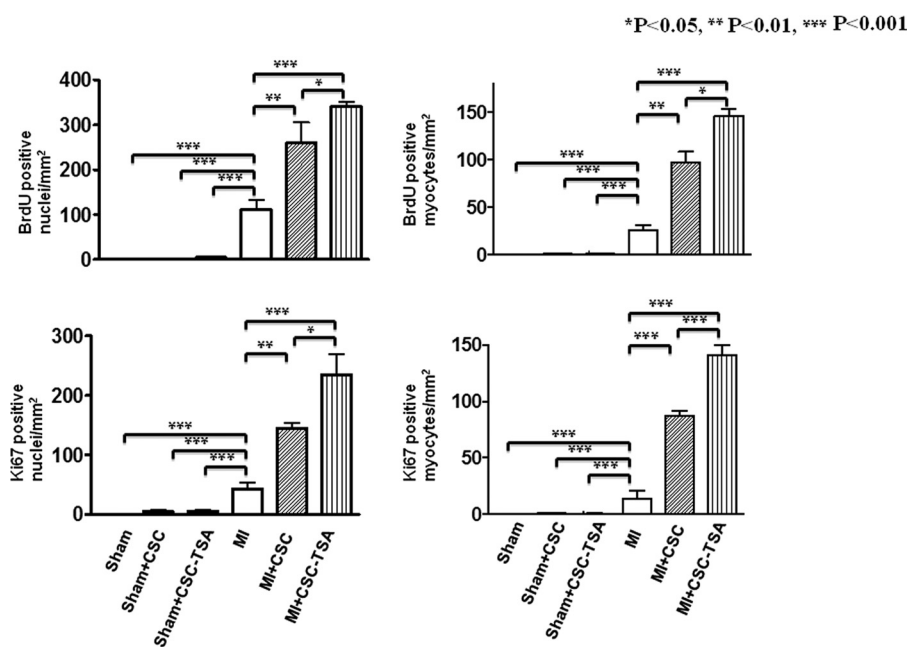 *P<0.05, ** P<0.01, ¥¥¥ P<0.001
BrdU positive
nuclei/mm²
400
300
200
100
0
¥¥¥
*
**
¥¥¥
¥¥¥
¥¥¥
BrdU positive
myocytes/mm²
150
100
50
0
¥¥¥
*
**
¥¥¥
¥¥¥
¥¥¥
Ki67 positive
nuclei/mm²
300
200
100
0
¥¥¥
*
**
¥¥¥
¥¥¥
¥¥¥
Sham
Sham+CSC
Sham+CSC-TSA
MI
MI+CSC
MI+CSC-TSA
Ki67 positive
myocytes/mm²
150
100
50
0
¥¥¥
¥¥¥
¥¥¥
¥¥¥
¥¥¥
¥¥¥
Sham
Sham+CSC
Sham+CSC-TSA
MI
MI+CSC
MI+CSC-TSA